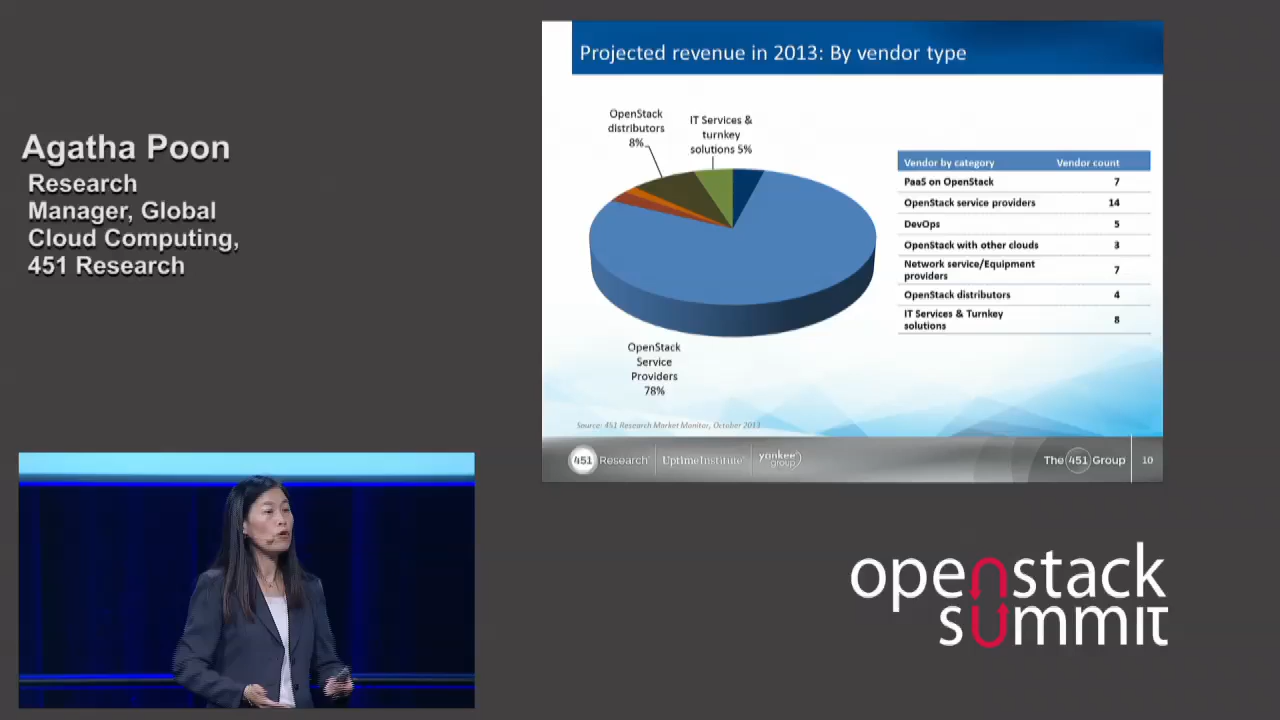 Agatha Poon
Research
Manager, Global
Cloud Computing,
451 Research
Projected revenue in 2013: By vendor type
OpenStack
distributors
8%
IT Services &
turnkey
solutions 5%
OpenStack
Service
Providers
78%
Vendor by category Vendor count
PaaS on OpenStack 7
OpenStack service providers 14
DevOps 5
OpenStack with other clouds 3
Network service/Equipment
providers 7
OpenStack distributors 4
IT Services & Turnkey
solutions 8
Source: 451 Research Market Monitor, October 2013
451 Research
UptimeInstitute
yankee
group
The 451 Group
10
openstack
summit